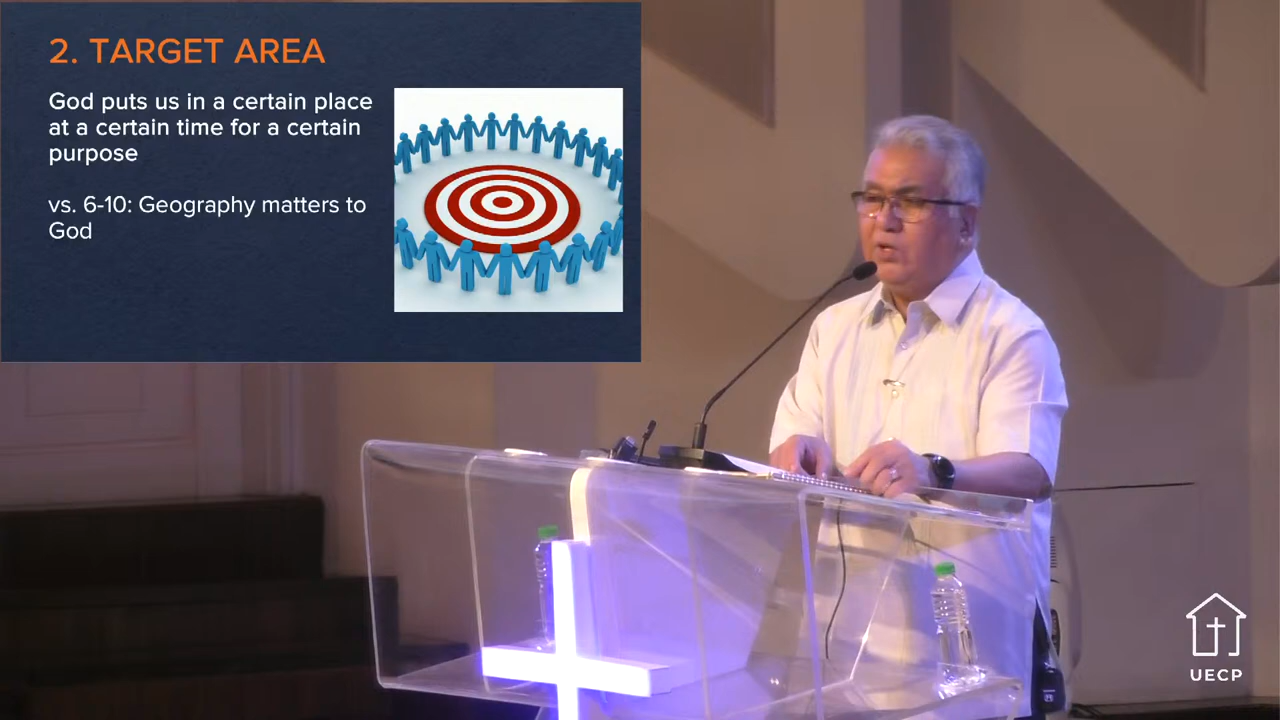 2. TARGET AREA
God puts us in a certain place
at a certain time for a certain
purpose
vs. 6-10: Geography matters to
God
UECP